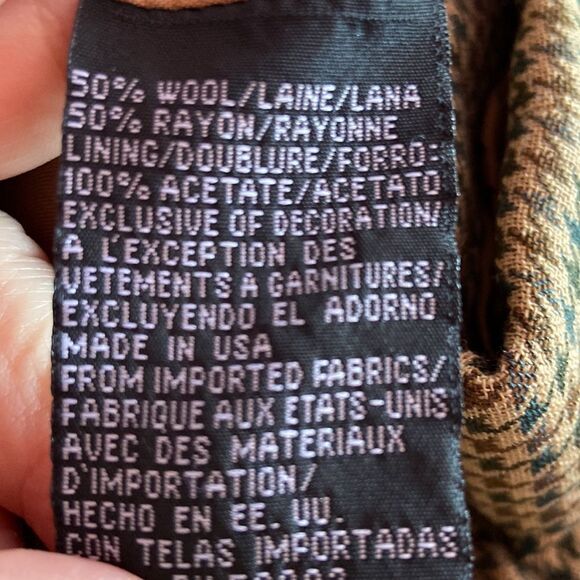 50% WOOL/LAINE/LANA
50% RAYON/RAYONNE
LINING/DOUBLURE/FORRO:
100% ACETATE/ACETATO
EXCLUSIVE OF DECORATION/
A L'EXCEPTION DES
VETEMENTS A GARNITURES/
EXCLUYENDO EL ADORNO
MADE IN USA
FROM IMPORTED FABRICS/
FABRIQUE AUX ETATS-UNIS
AVEC DES MATERIAUX
D'IMPORTATION/
HECHO EN EE. UU.
CON TELAS IMPORTADAS